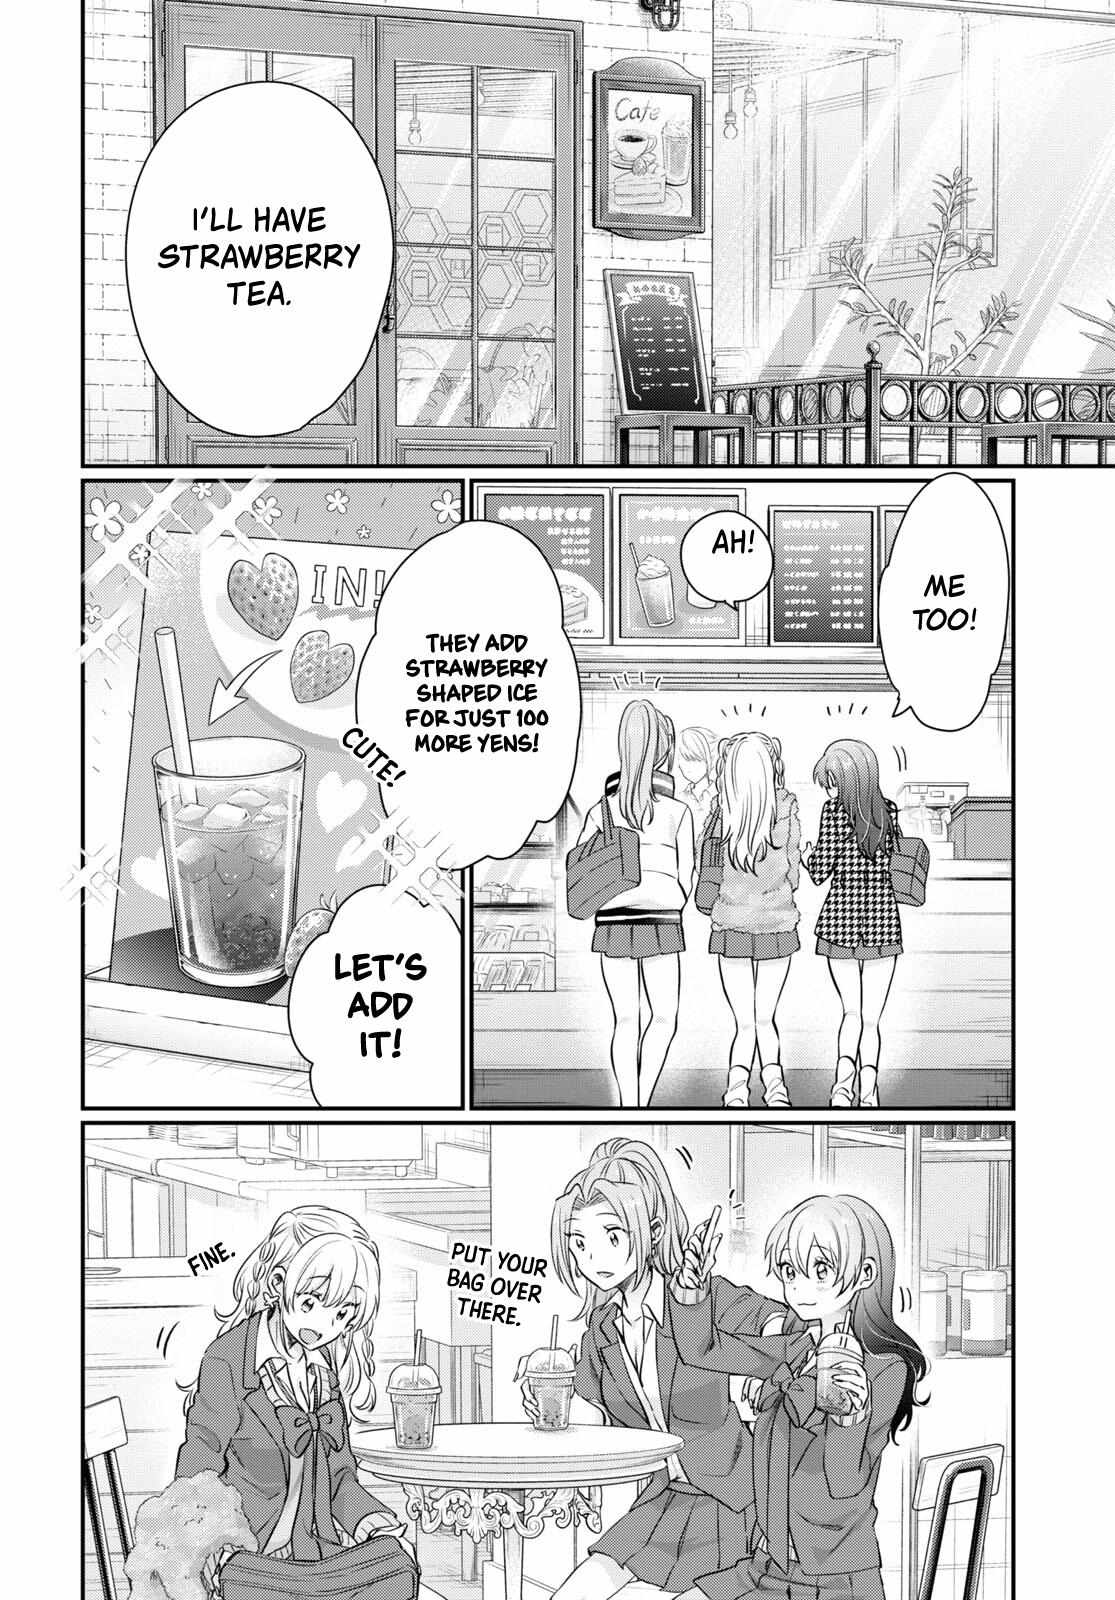 Cafe
I'LL HAVE
STRAWBERRY
TEA.
AH!
ME
TOO!
IN!
THEY ADD
STRAWBERRY
SHAPED ICE
FOR JUST 100
MORE YENS!
CUTE!
LET'S
ADD
IT!
FINE.
PUT YOUR
BAG OVER
THERE.